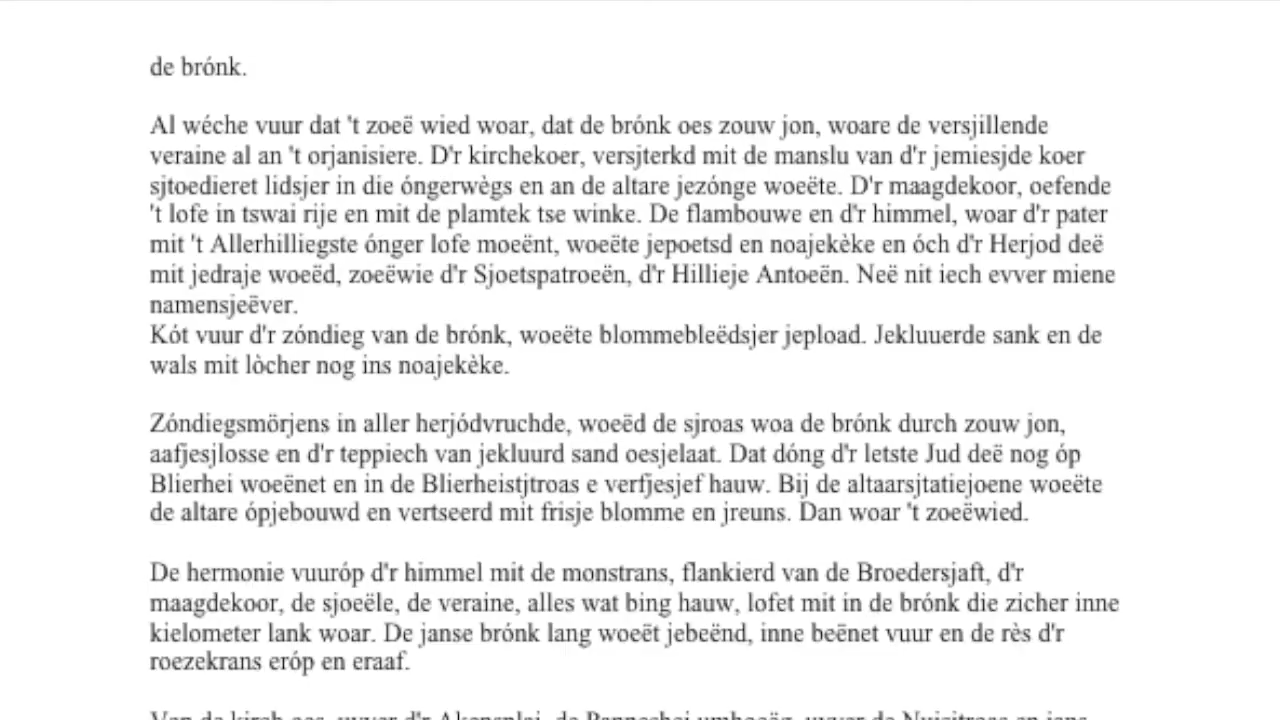 de brónk.
Al wéche vuur dat 't zoeë wied woar, dat de brónk oes zouw jon, woare de versjillende
veraine al an 't orjanisiere. D'r kirchekoer, versjterkd mit de manslu van d'r jemiesjde koer
sjtoedieret lidsjer in die óngerwègs en an de altare jezónge woeëte. D'r maagdekoor, oefende
't lofe in tswai rije en mit de plamtek tse winke. De flambouwe en d'r himmel, woar d'r pater
mit 't Allerhilliegste ónger lofe moeënt, woeëte jepoetsd en noajekèke en óch d'r Herjod deë
mit jedraje woeëd, zoeëwie d'r Sjoetspatroeën, d'r Hillieje Antoeën. Neë nit iech evver miene
namensjeëver.
Kót vuur d'r zóndieg van de brónk, woeëte blommebleëdsjer jepload. Jekluuerde sank en de
wals mit lòcher nog ins noajekèke.
Zóndiegsmörjens in aller herjódvruchde, woeëd de sjroas woa de brónk durch zouw jon,
aafjesjlosse en d'r teppiech van jekluurd sand oesjelaat. Dat dóng d'r letste Jud deë nog óp
Blierhei woeënet en in de Blierheistjtroas e verfjesjef hauw. Bij de altaarsjtatiejoene woeëte
de altare ópjebouwd en vertseerd mit frisje blomme en jreuns. Dan woar 't zoeëwied.
De hermonie vuuróp d'r himmel mit de monstrans, flankierd van de Broedersjaft, d'r
maagdekoor, de sjoeële, de veraine, alles wat bing hauw, lofet mit in de brónk die zicher inne
kielometer lank woar. De janse brónk lang woeët jebeënd, inne beënet vuur en de rès d'r
roezekrans eróp en eraaf.